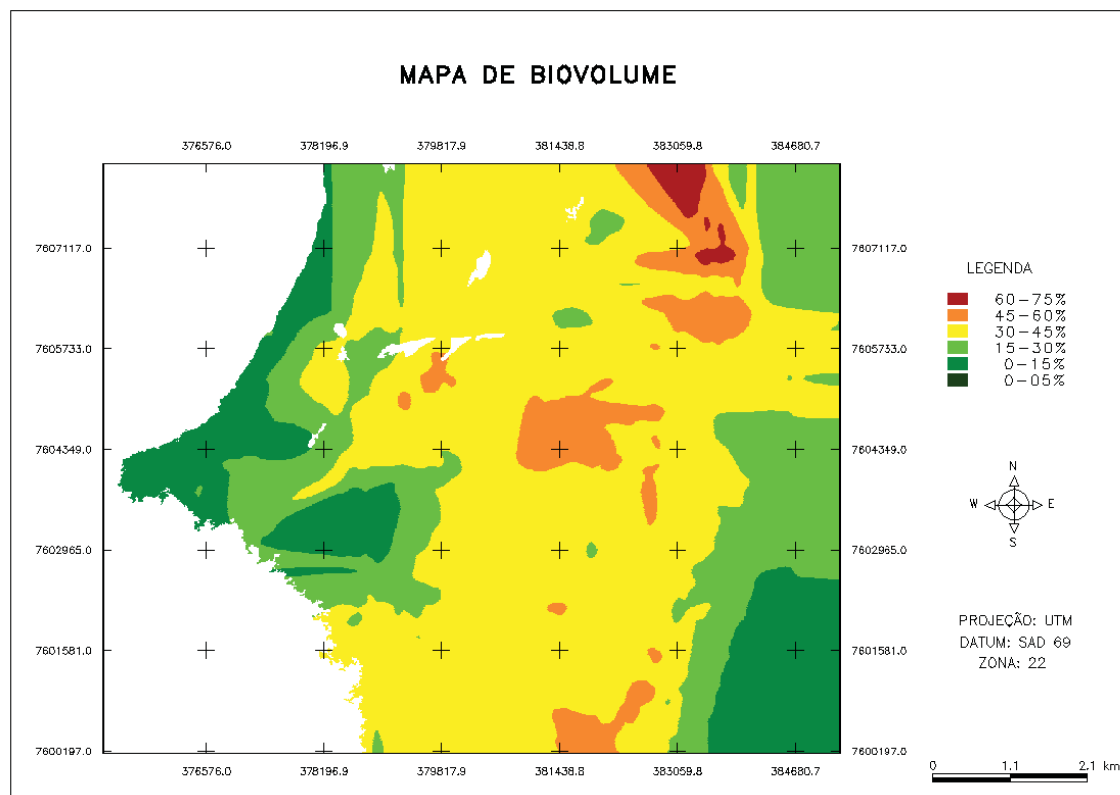 MAPA DE BIOVOLUME
376576.0 378196.9 379817.9 381438.8 383059.8 384680.7
7607117.0 7607117.0
LEGENDA
60-75%
45-60%
30-45%
15-30%
0-15%
0-05%
7605733.0 7605733.0
7604349.0 7604349.0
N
W E
S
7602965.0 7602965.0
PROJEÇÃO: UTM
DATUM: SAD 69
ZONA: 22
7601581.0 7601581.0
7600197.0 7600197.0
376576.0 378196.9 379817.9 381438.8 383059.8 384680.7
0 1.1 2.1 km